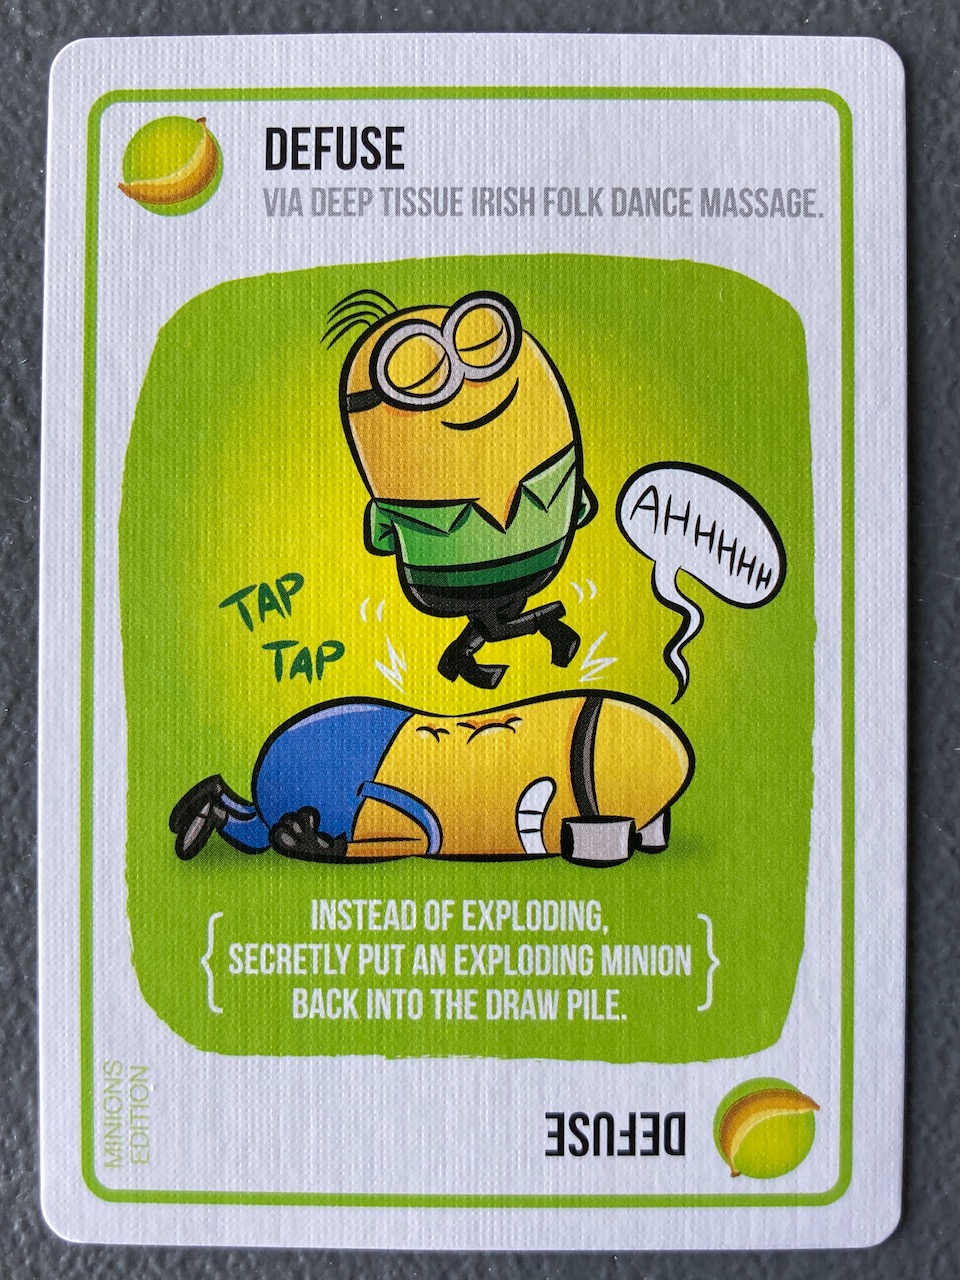 DEFUSE
VIA DEEP TISSUE IRISH FOLK DANCE MASSAGE.
AHHHHHH
TAP
TAP
INSTEAD OF EXPLODING,
SECRETLY PUT AN EXPLODING MINION
BACK INTO THE DRAW PILE.
MINIONS
EDITION
DEFUSE